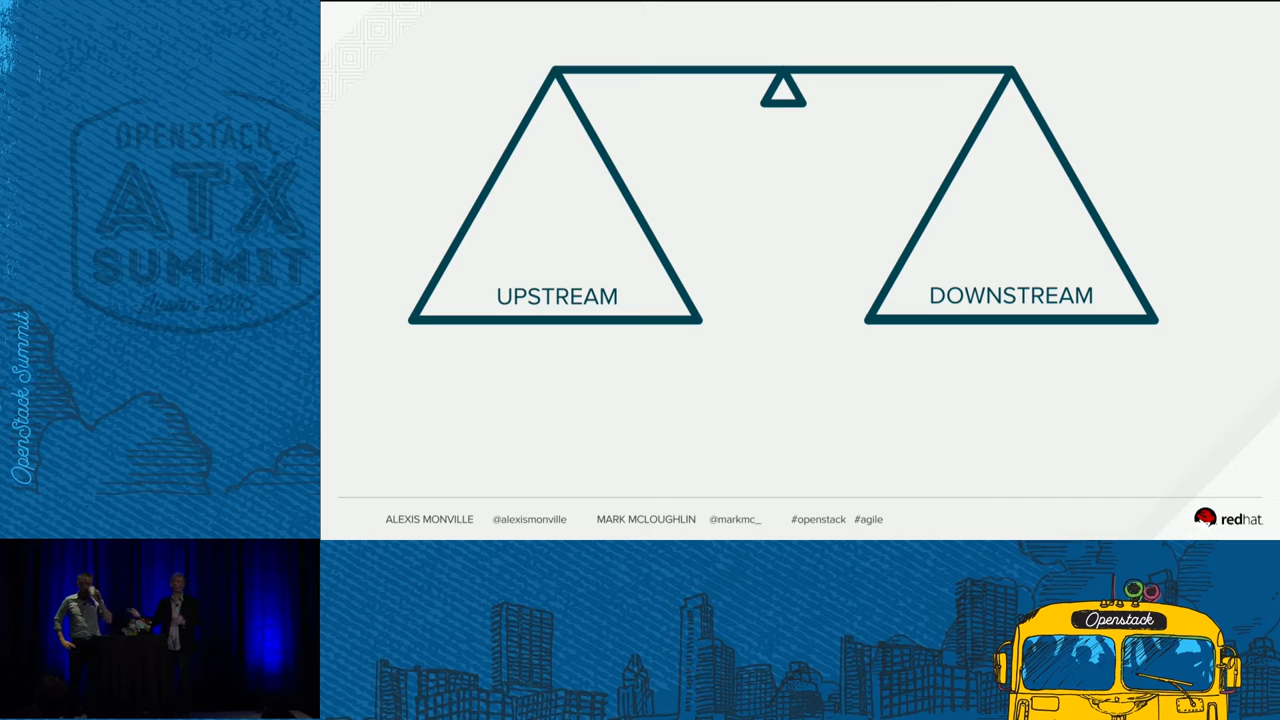 OPENSTACK
ATX
SUMMIT
OpenStack Summit
UPSTREAM
DOWNSTREAM
ALEXIS MONVILLE @alexismonville MARK MCLOUGHLIN @markmc_ #openstack #agile
redhat.
Openstack